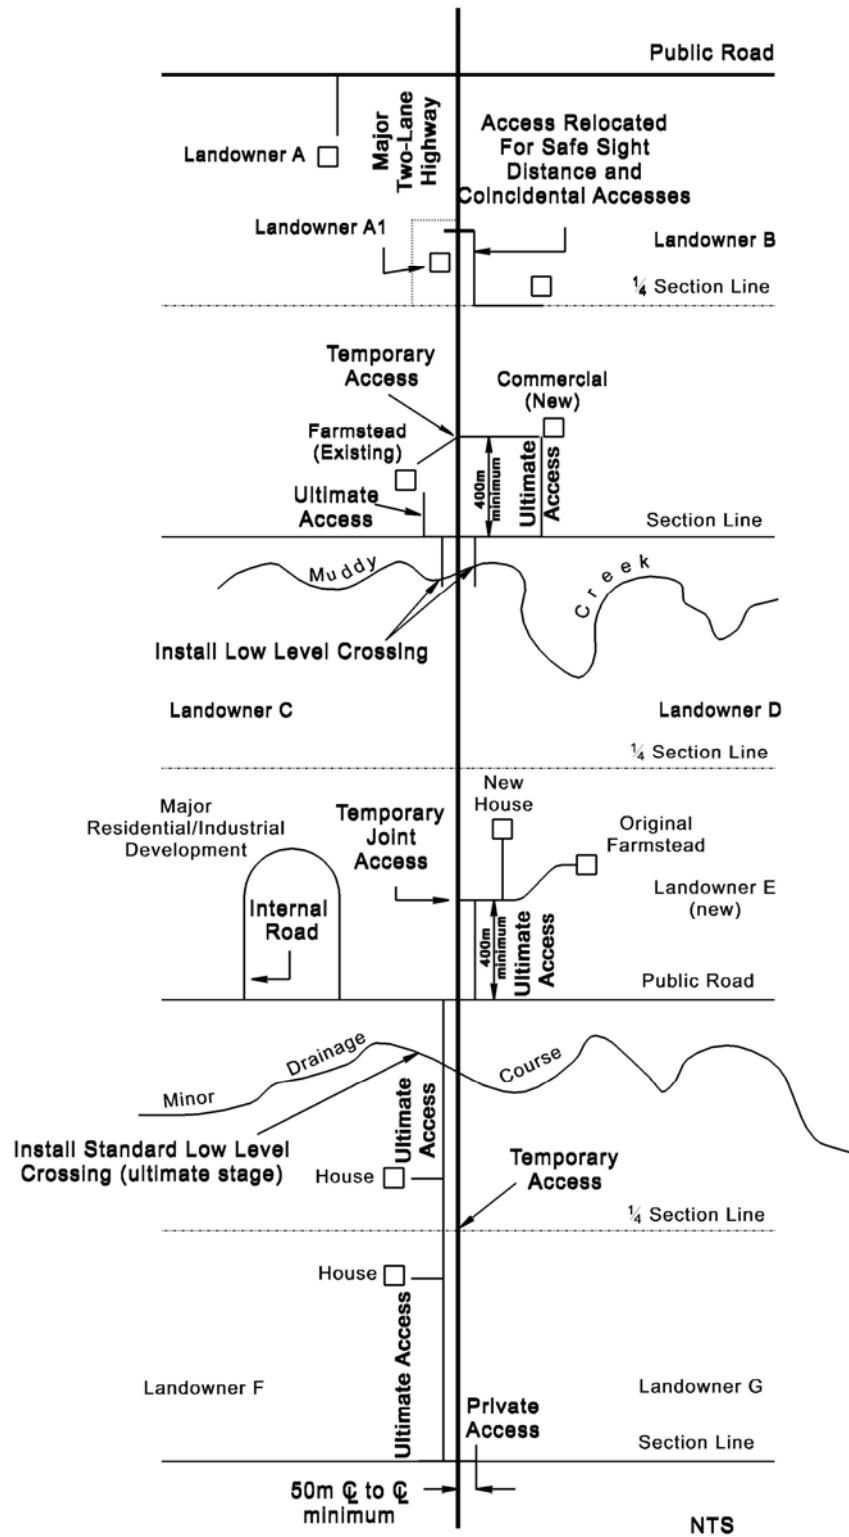 Public Road
Major
Two-Lane
Highway
Access Relocated
For Safe Sight
Distance and
Coincidental Accesses
Landowner A
Landowner A1
Landowner B
¼ Section Line
Temporary
Access
Commercial
(New)
Farmstead
(Existing)
Ultimate
Access
400m
minimum
Ultimate
Access
Section Line
Muddy
Creek
Install Low Level Crossing
Landowner C
Landowner D
¼ Section Line
Major
Residential/Industrial
Development
Temporary
Joint
Access
New
House
Original
Farmstead
Landowner E
(new)
Internal
Road
400m
minimum
Ultimate
Access
Public Road
Minor
Drainage
Course
Ultimate
Access
Install Standard Low Level
Crossing (ultimate stage)
House
Temporary
Access
¼ Section Line
House
Ultimate Access
Landowner F
Landowner G
Private
Access
Section Line
50m ℄ to ℄
minimum
NTS